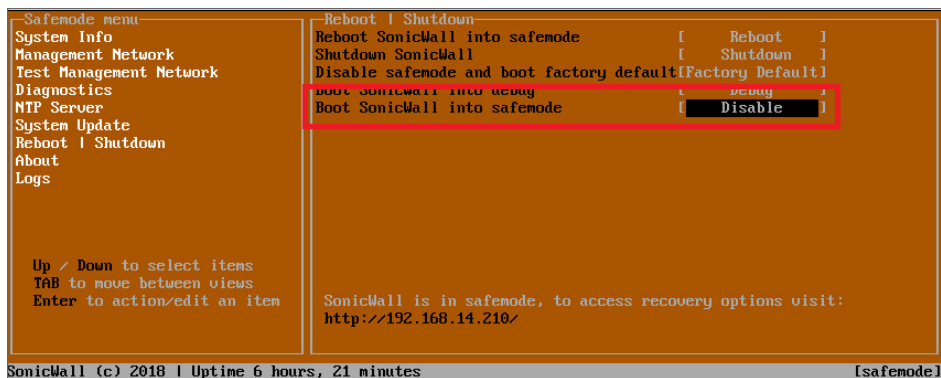 Safemode menu
System Info
Management Network
Test Management Network
Diagnostics
NTP Server
System Update
Reboot | Shutdown
About
Logs
Up / Down to select items
TAB to move between views
Enter to action/edit an item
Reboot | Shutdown
Reboot SonicWall into safemode [ Reboot ]
Shutdown SonicWall [ Shutdown ]
Disable safemode and boot factory default[Factory Default]
Boot SonicWall into debug [ Debug ]
Boot SonicWall into safemode [ Disable ]
SonicWall is in safemode, to access recovery options visit:
http://192.168.14.210/
SonicWall (c) 2018 | Uptime 6 hours, 21 minutes [safemode]